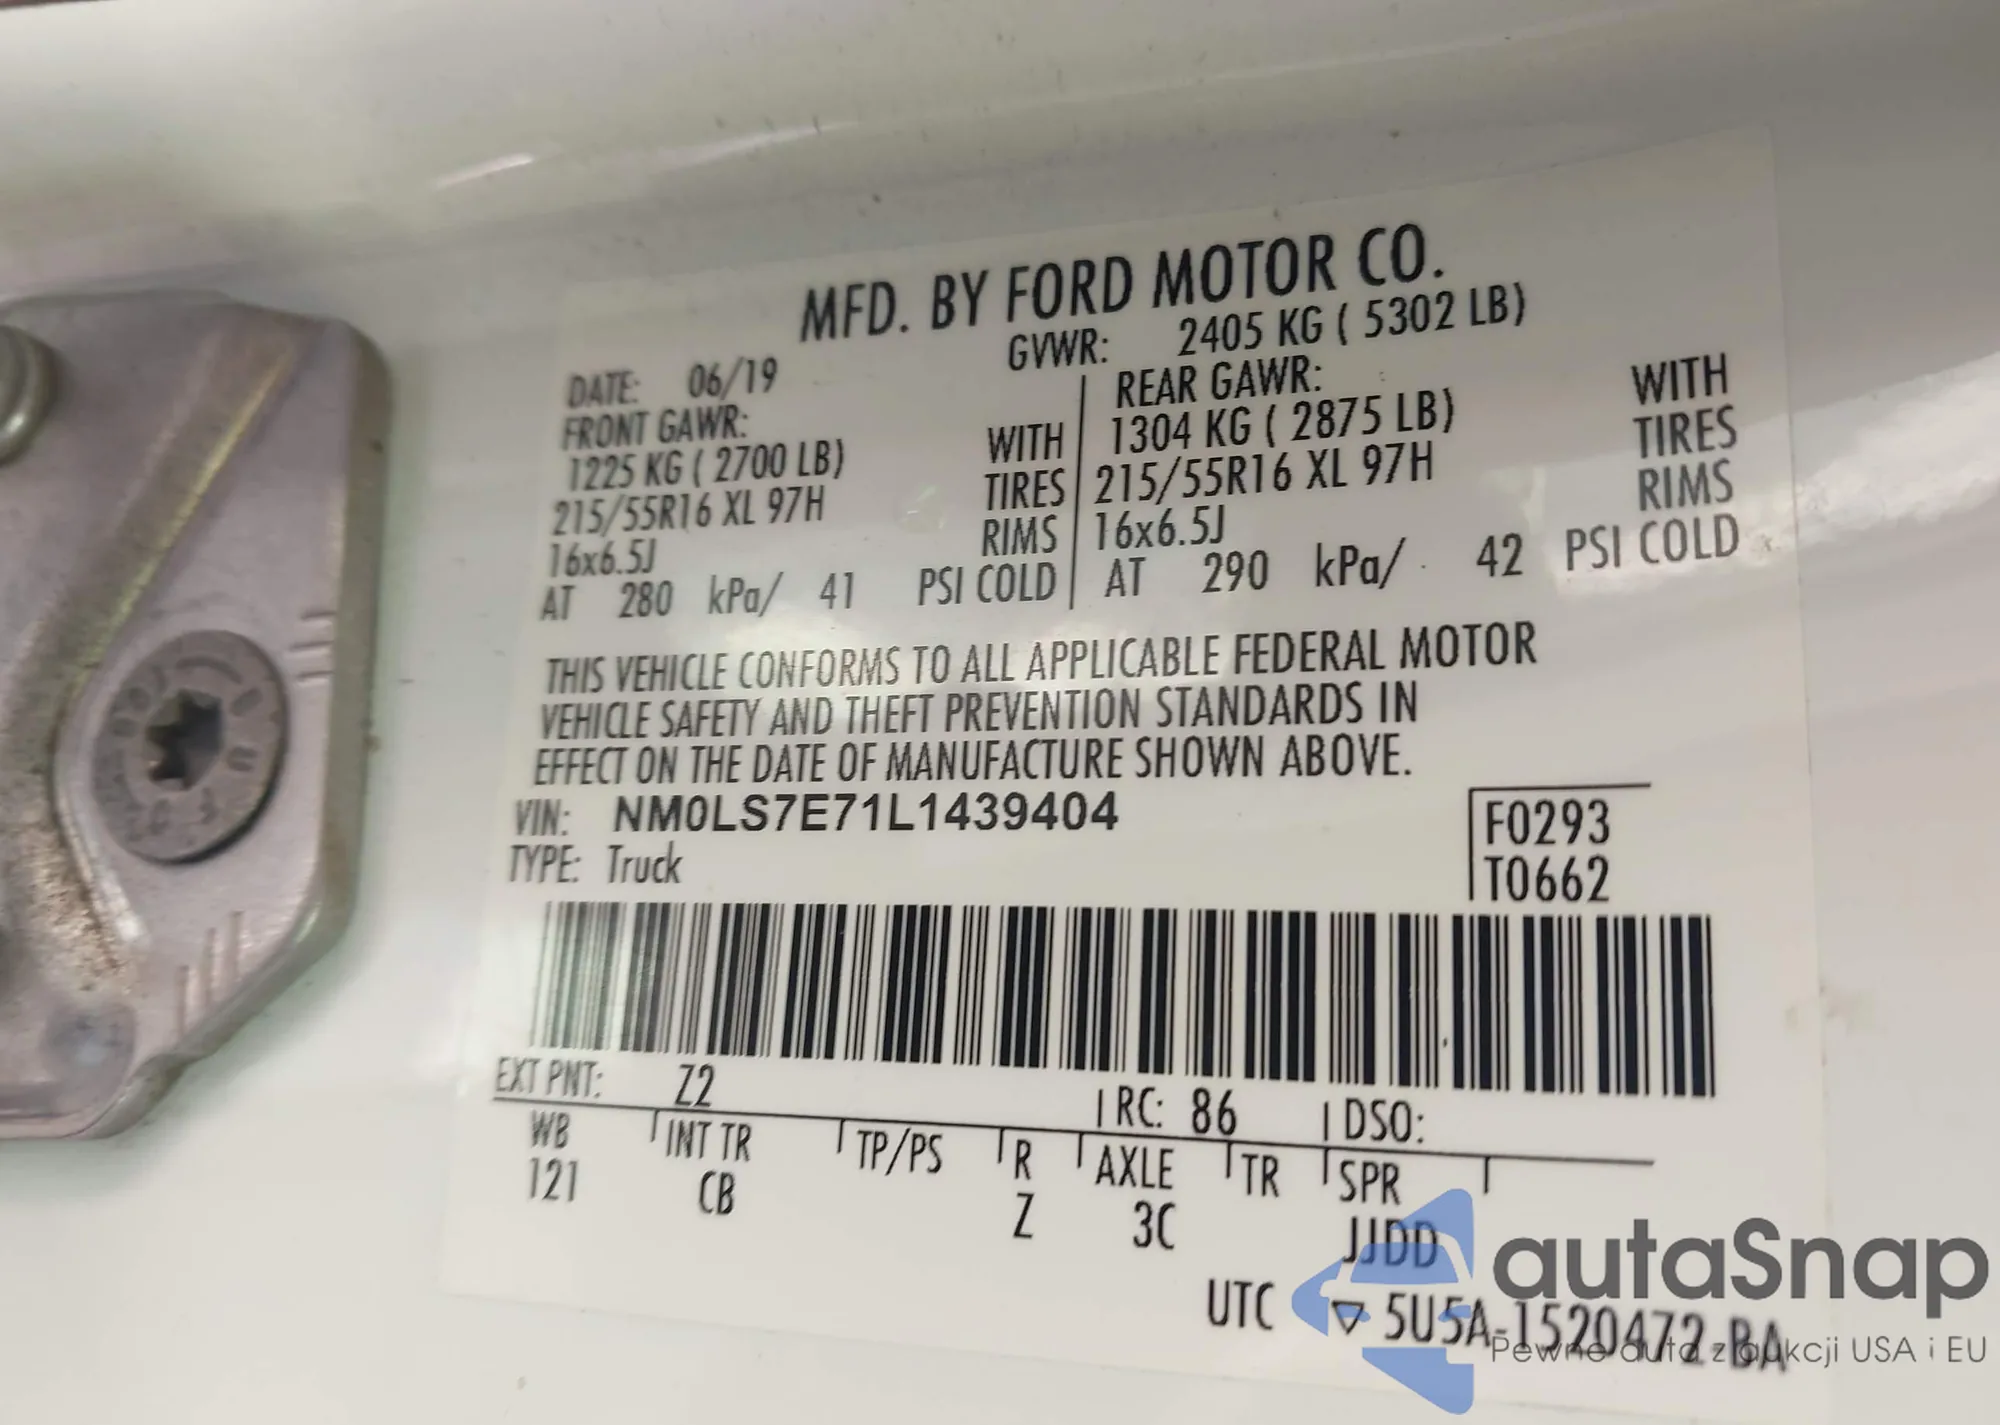 MFD. BY FORD MOTOR CO.
DATE: 06/19 GVWR: 2405 KG ( 5302 LB)
FRONT GAWR: REAR GAWR:
1225 KG ( 2700 LB) WITH 1304 KG ( 2875 LB) WITH
215/55R16 XL 97H TIRES 215/55R16 XL 97H TIRES
16x6.5J RIMS 16x6.5J RIMS
AT 280 kPa/ 41 PSI COLD AT 290 kPa/ 42 PSI COLD
THIS VEHICLE CONFORMS TO ALL APPLICABLE FEDERAL MOTOR
VEHICLE SAFETY AND THEFT PREVENTION STANDARDS IN
EFFECT ON THE DATE OF MANUFACTURE SHOWN ABOVE.
VIN: NM0LS7E71L1439404 F0293
TYPE: Truck T0662
EXT PNT: Z2 RC: 86 DSO:
WB INT TR TP/PS R AXLE TR SPR
121 CB Z 3C JJDD
UTC ▽ 5U5A-1520472-BA
autaSnap
Pewne auta z aukcji USA i EU